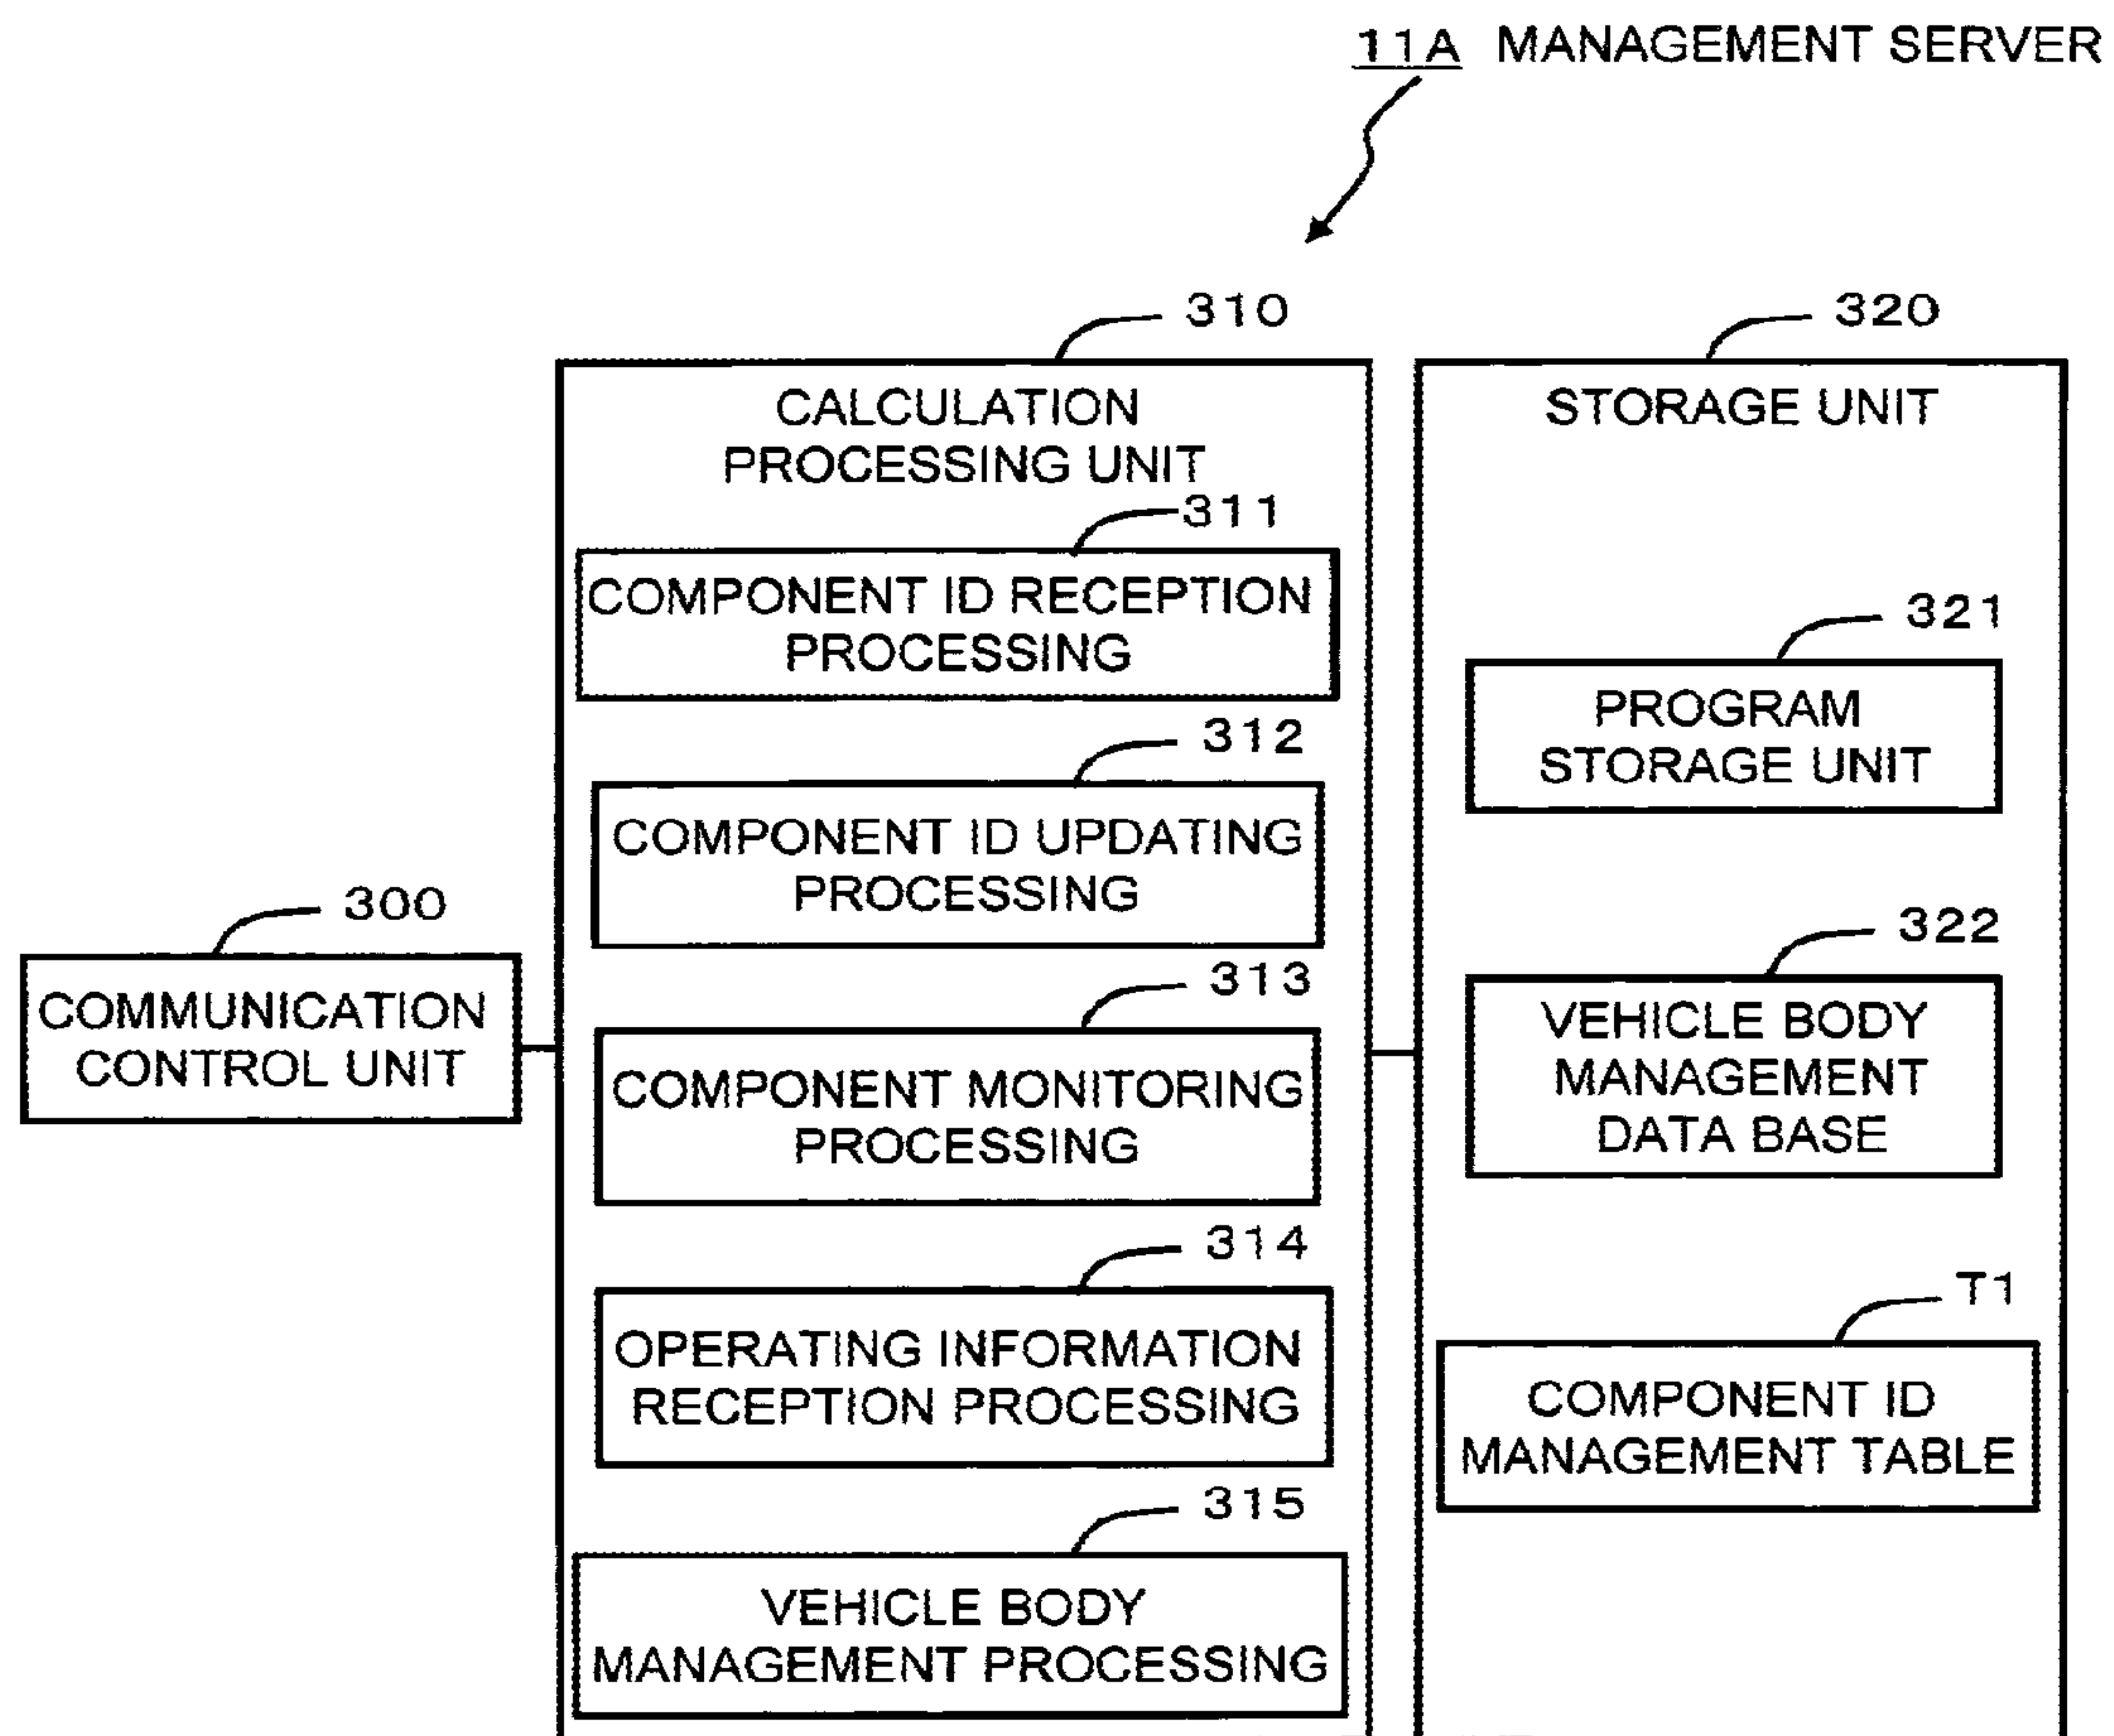 11A MANAGEMENT SERVER
310
CALCULATION
PROCESSING UNIT
311
COMPONENT ID RECEPTION
PROCESSING
312
COMPONENT ID UPDATING
PROCESSING
300
COMMUNICATION
CONTROL UNIT
313
COMPONENT MONITORING
PROCESSING
314
OPERATING INFORMATION
RECEPTION PROCESSING
315
VEHICLE BODY
MANAGEMENT PROCESSING
320
STORAGE UNIT
321
PROGRAM
STORAGE UNIT
322
VEHICLE BODY
MANAGEMENT
DATA BASE
T1
COMPONENT ID
MANAGEMENT TABLE